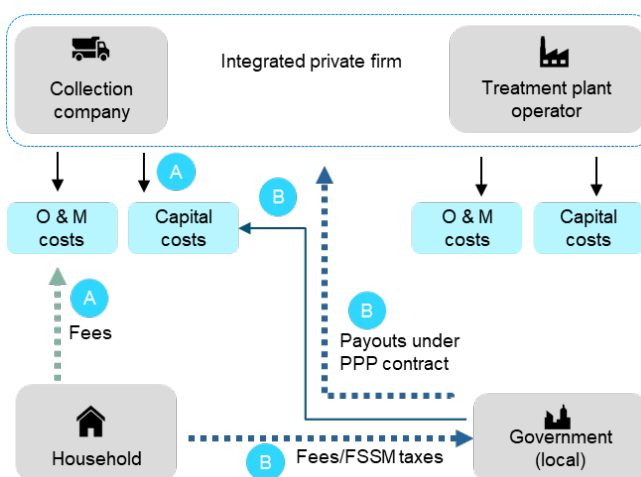 Integrated private firm
Collection
company
Treatment plant
operator
A
B
O & M
costs
Capital
costs
O & M
costs
Capital
costs
A
Fees
B
Payouts under
PPP contract
Household
B
Fees/FSSM taxes
Government
(local)